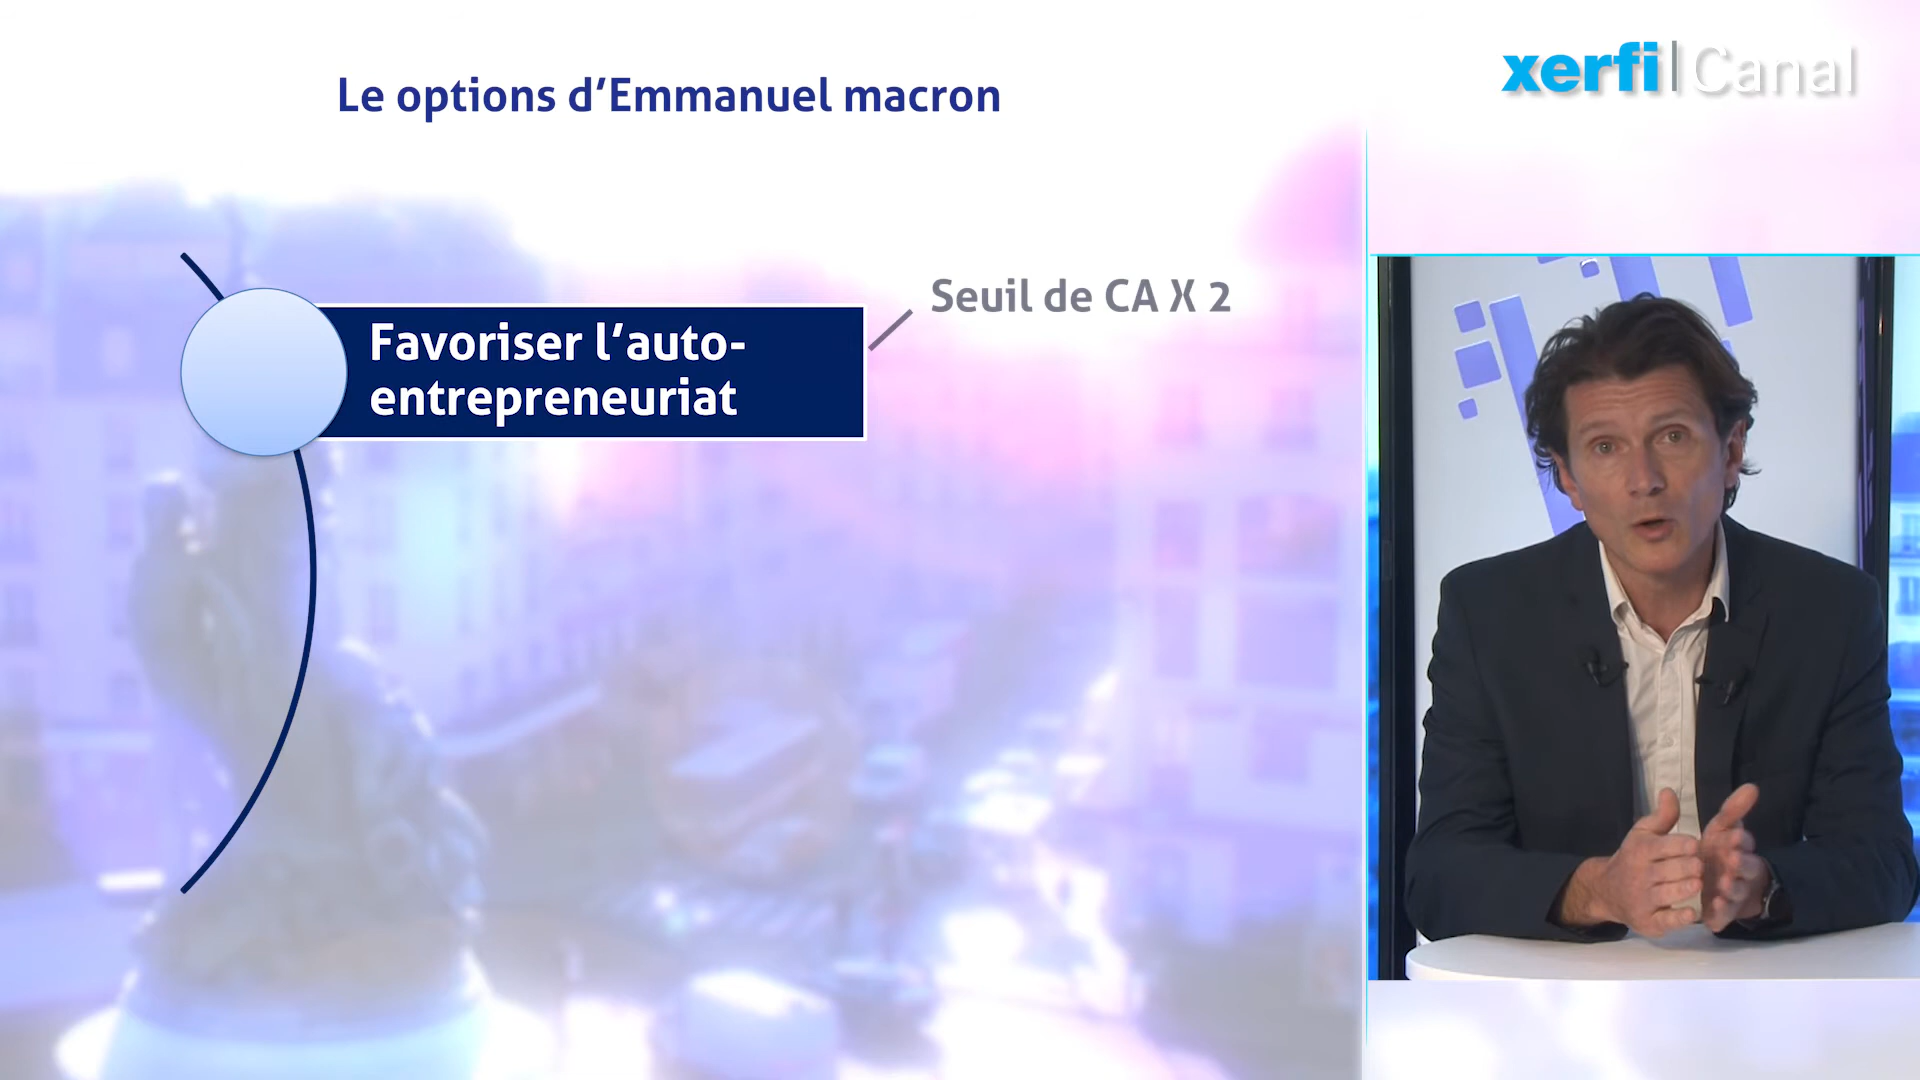 xerfi Canal
Le options d’Emmanuel macron
Seuil de CA X 2
Favoriser l’auto-
entrepreneuriat